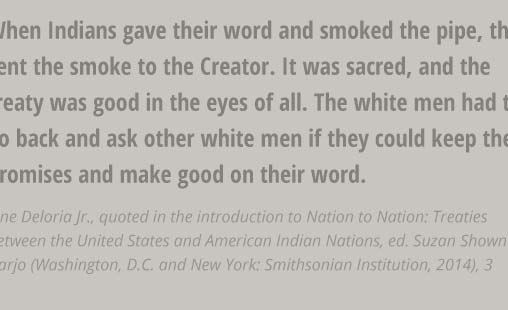 hen Indians gave their word and smoked the pipe, th
ent the smoke to the Creator. It was sacred, and the
reaty was good in the eyes of all. The white men had t
o back and ask other white men if they could keep the
romises and make good on their word.
ne Deloria Jr., quoted in the introduction to Nation to Nation: Treaties
etween the United States and American Indian Nations, ed. Suzan Shown
arjo (Washington, D.C. and New York: Smithsonian Institution, 2014), 3